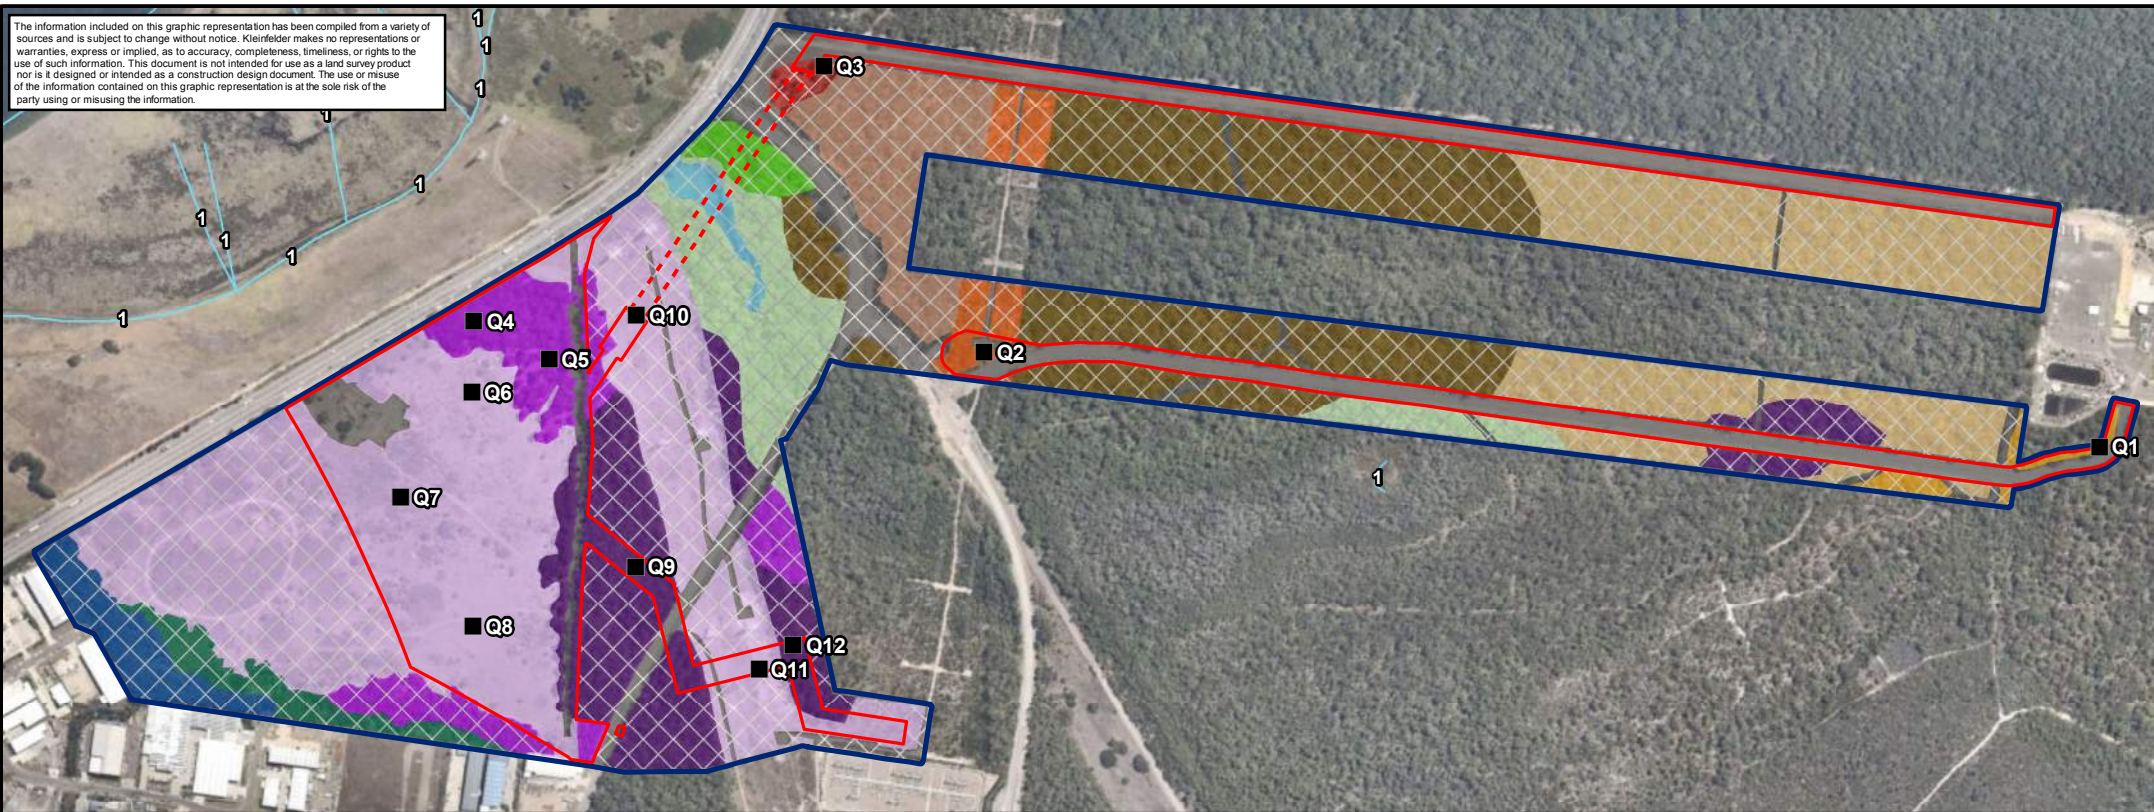 The information included on this graphic representation has been compiled from a variety of
sources and is subject to change without notice. Kleinfelder makes no representations or
warranties, express or implied, as to accuracy, completeness, timeliness, or rights to the
use of such information. This document is not intended for use as a land survey product
nor is it designed or intended as a construction design document. The use or misuse
of the information contained on this graphic representation is at the sole risk of the
party using or misusing the information.
1
1
1
1
1
1
1
1
1
1
Q3
Q10
Q4
Q5
Q2
Q6
Q1
1
Q7
Q9
Q8
Q12
Q11